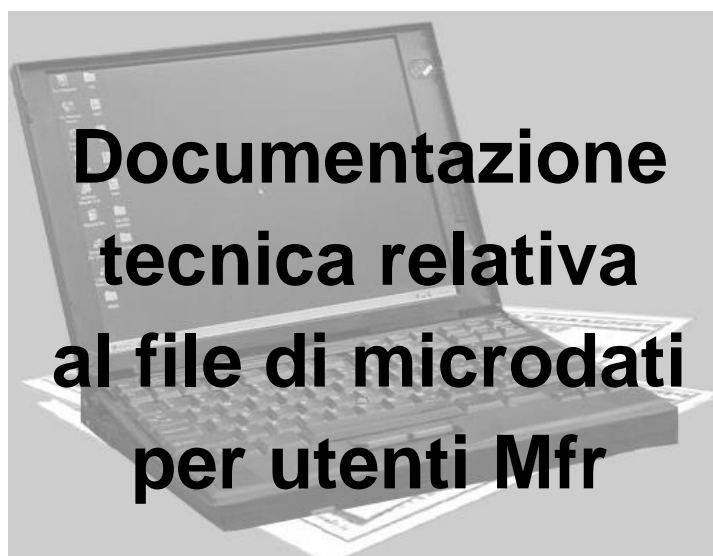 Documentazione
tecnica relativa
al file di microdati
per utenti Mfr